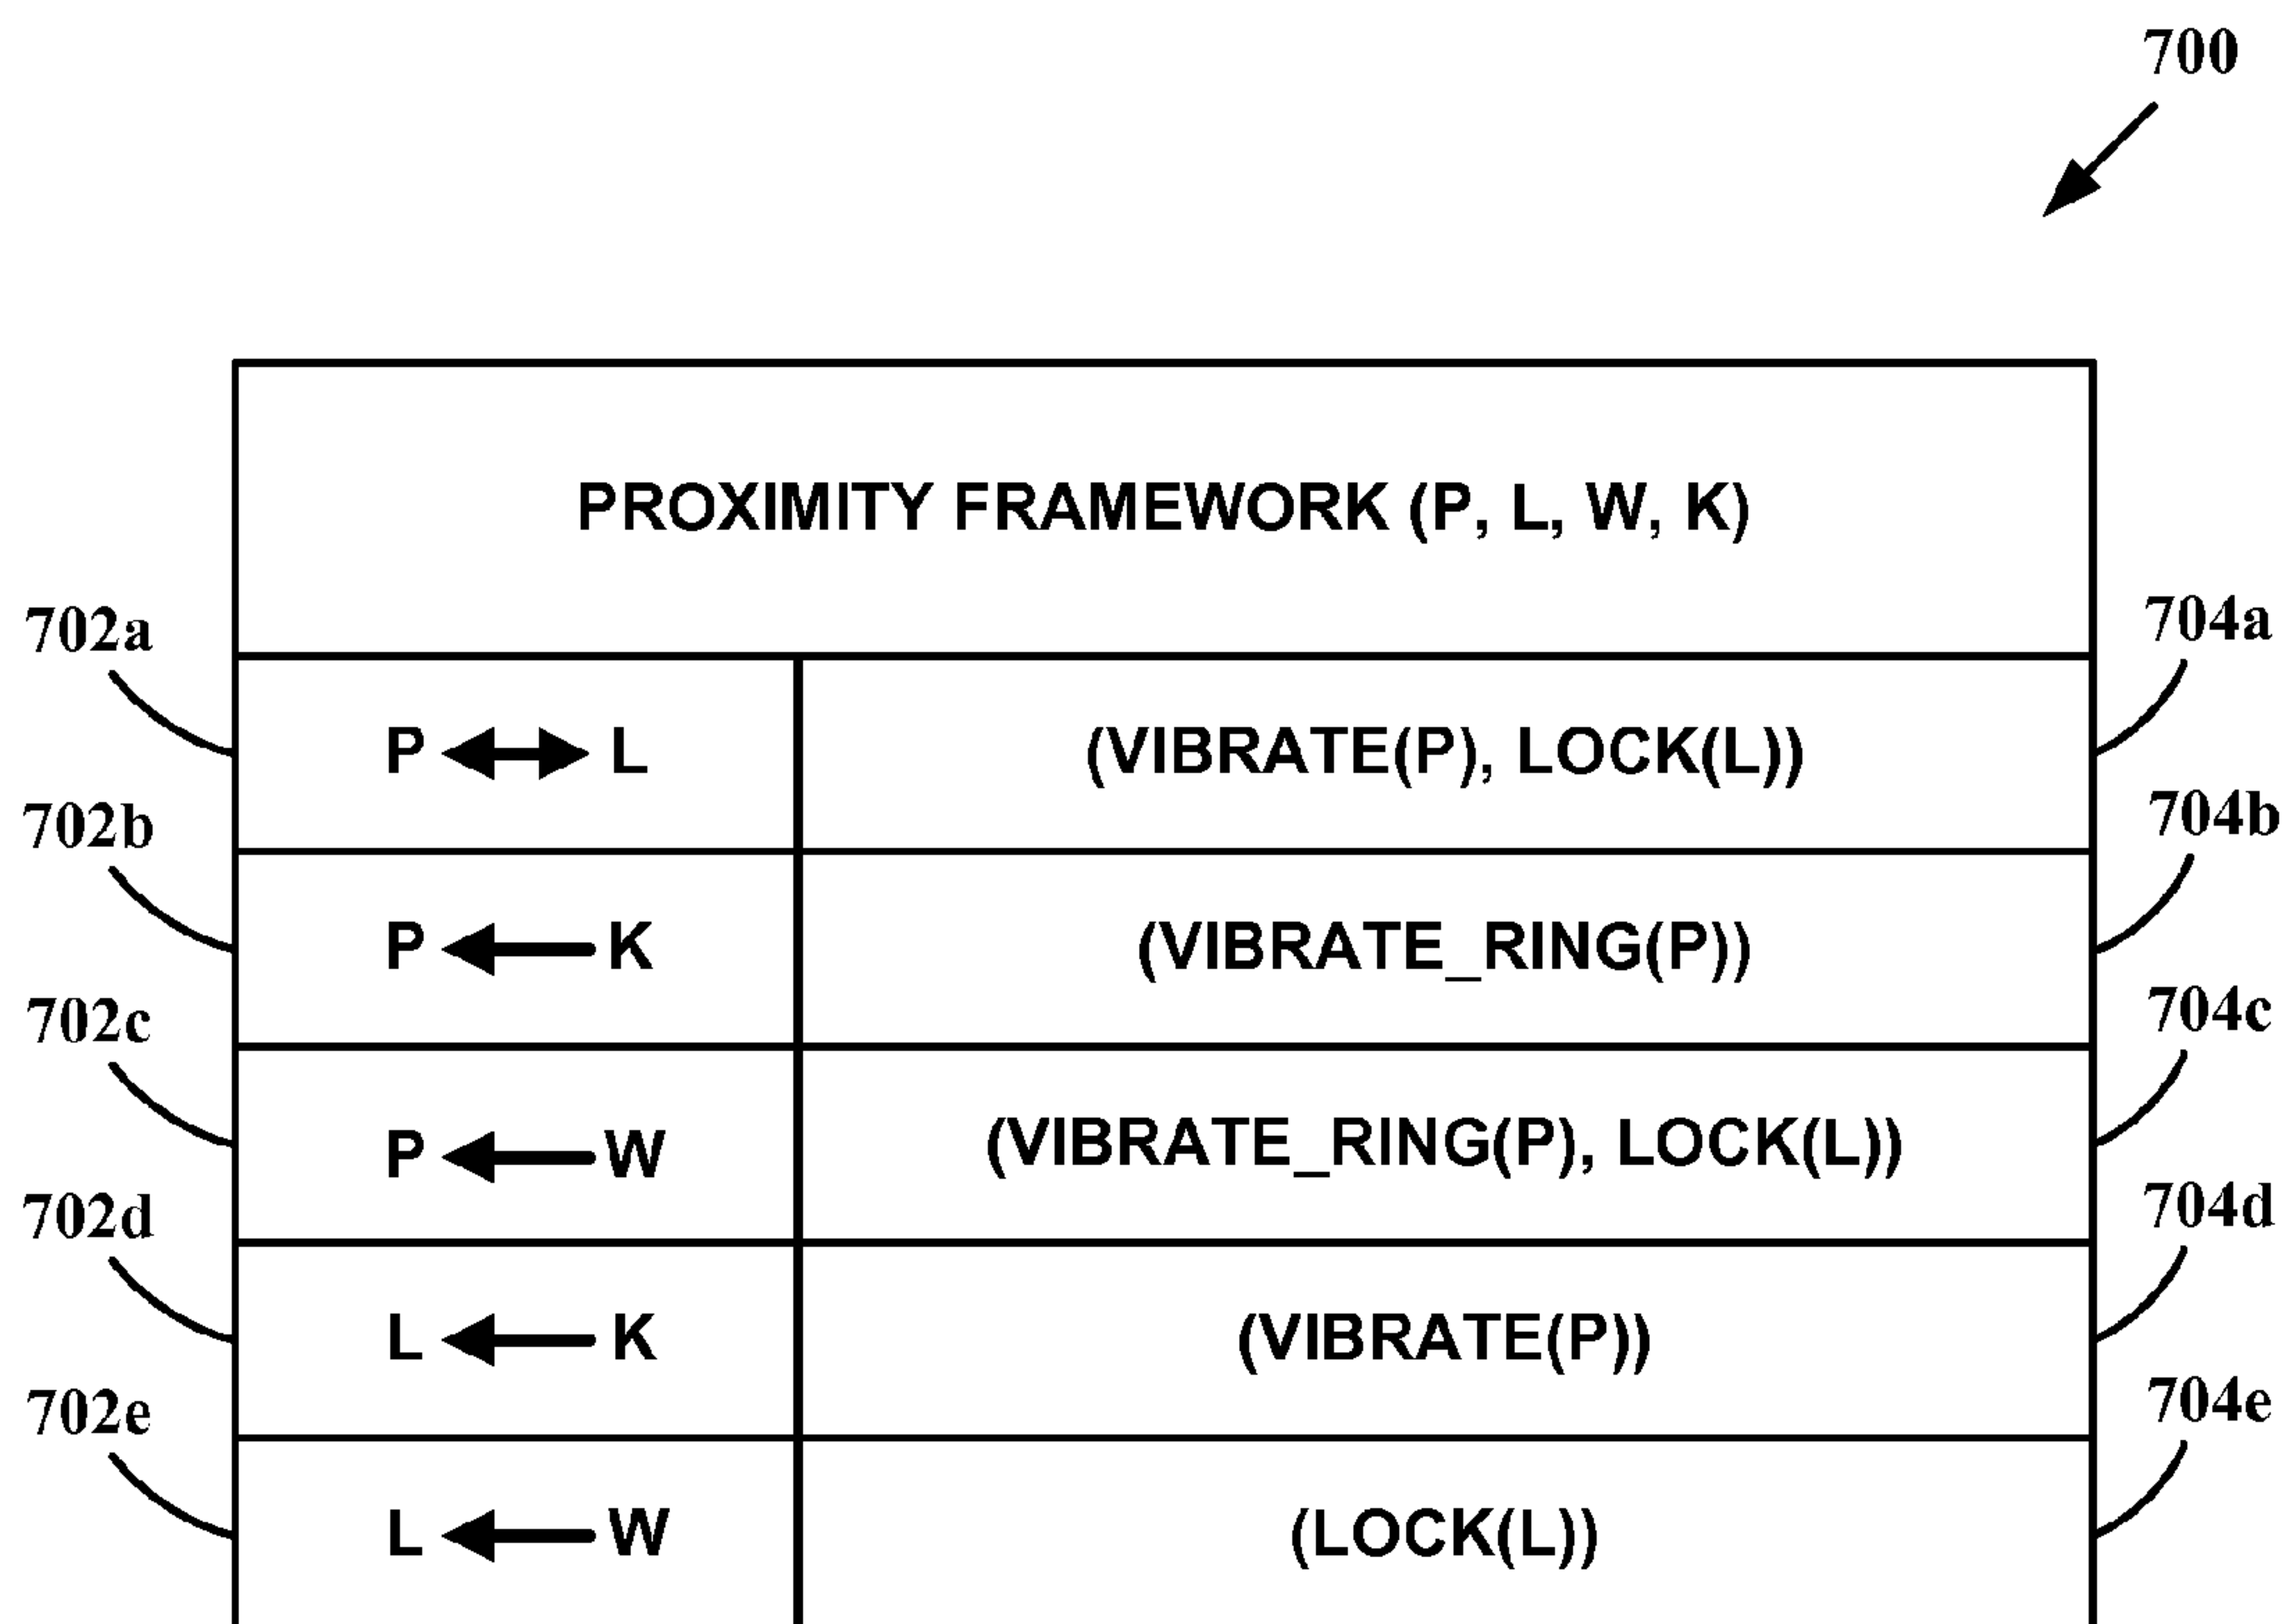 700
PROXIMITY FRAMEWORK (P, L, W, K)
702a
704a
P L
(VIBRATE(P), LOCK(L))
702b
704b
P K
(VIBRATE_RING(P))
702c
704c
P W
(VIBRATE_RING(P), LOCK(L))
702d
704d
L K
(VIBRATE(P))
702e
704e
L W
(LOCK(L))